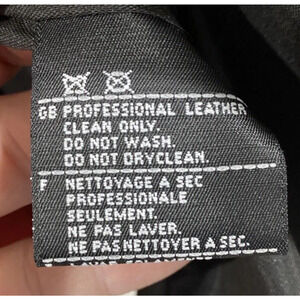 GB PROFESSIONAL LEATHER
CLEAN ONLY.
DO NOT WASH.
DO NOT DRYCLEAN.
F NETTOYAGE A SEC
PROFESSIONALE
SEULEMENT.
NE PAS LAVER.
NE PAS NETTOYER A SEC.